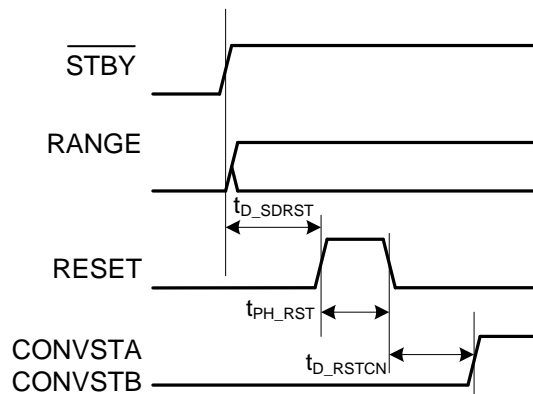 STBY
RANGE
tD_SDRST
RESET
tPH_RST
CONVSTA
tD_RSTCN
CONVSTB